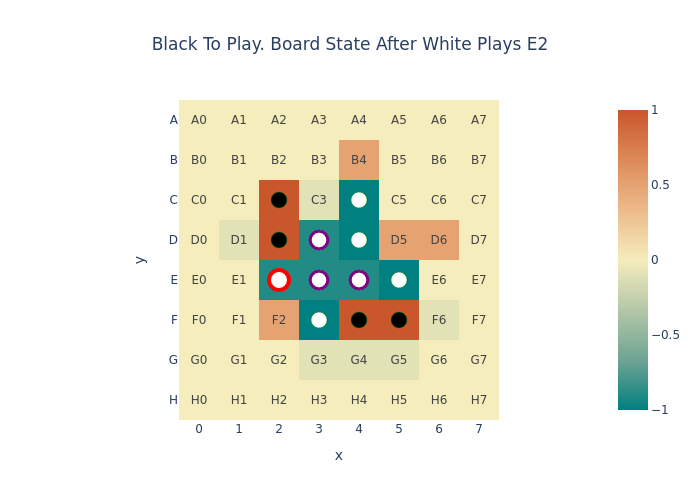 Black To Play. Board State After White Plays E2
A A0 A1 A2 A3 A4 A5 A6 A7
B B0 B1 B2 B3 B4 B5 B6 B7
C C0 C1 C3 C5 C6 C7
D D0 D1 D5 D6 D7
E E0 E1 E6 E7
F F0 F1 F2 F6 F7
G G0 G1 G2 G3 G4 G5 G6 G7
H H0 H1 H2 H3 H4 H5 H6 H7
0 1 2 3 4 5 6 7
x
y
1
0.5
0
−0.5
−1